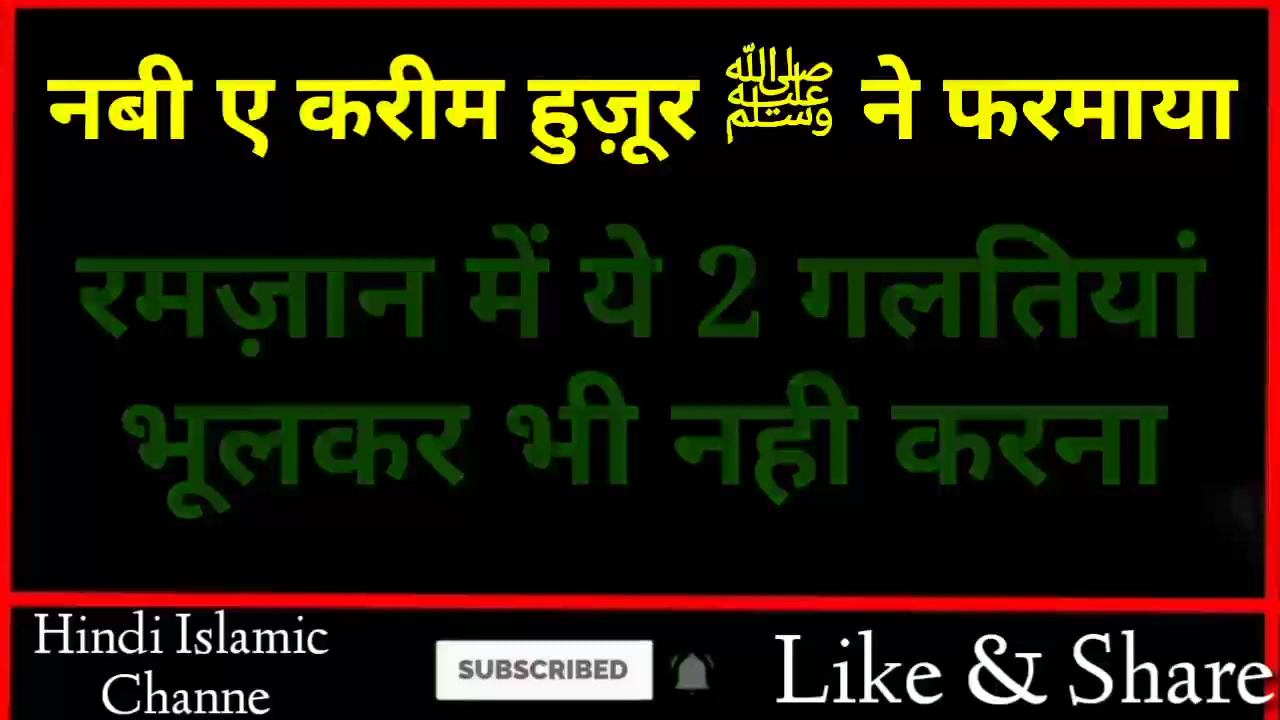 नबी ए करीम हुज़ूर ﷺ ने फरमाया
रमज़ान में ये 2 गलतियां
भूलकर भी नही करना
Hindi Islamic
Channe
SUBSCRIBED
Like & Share